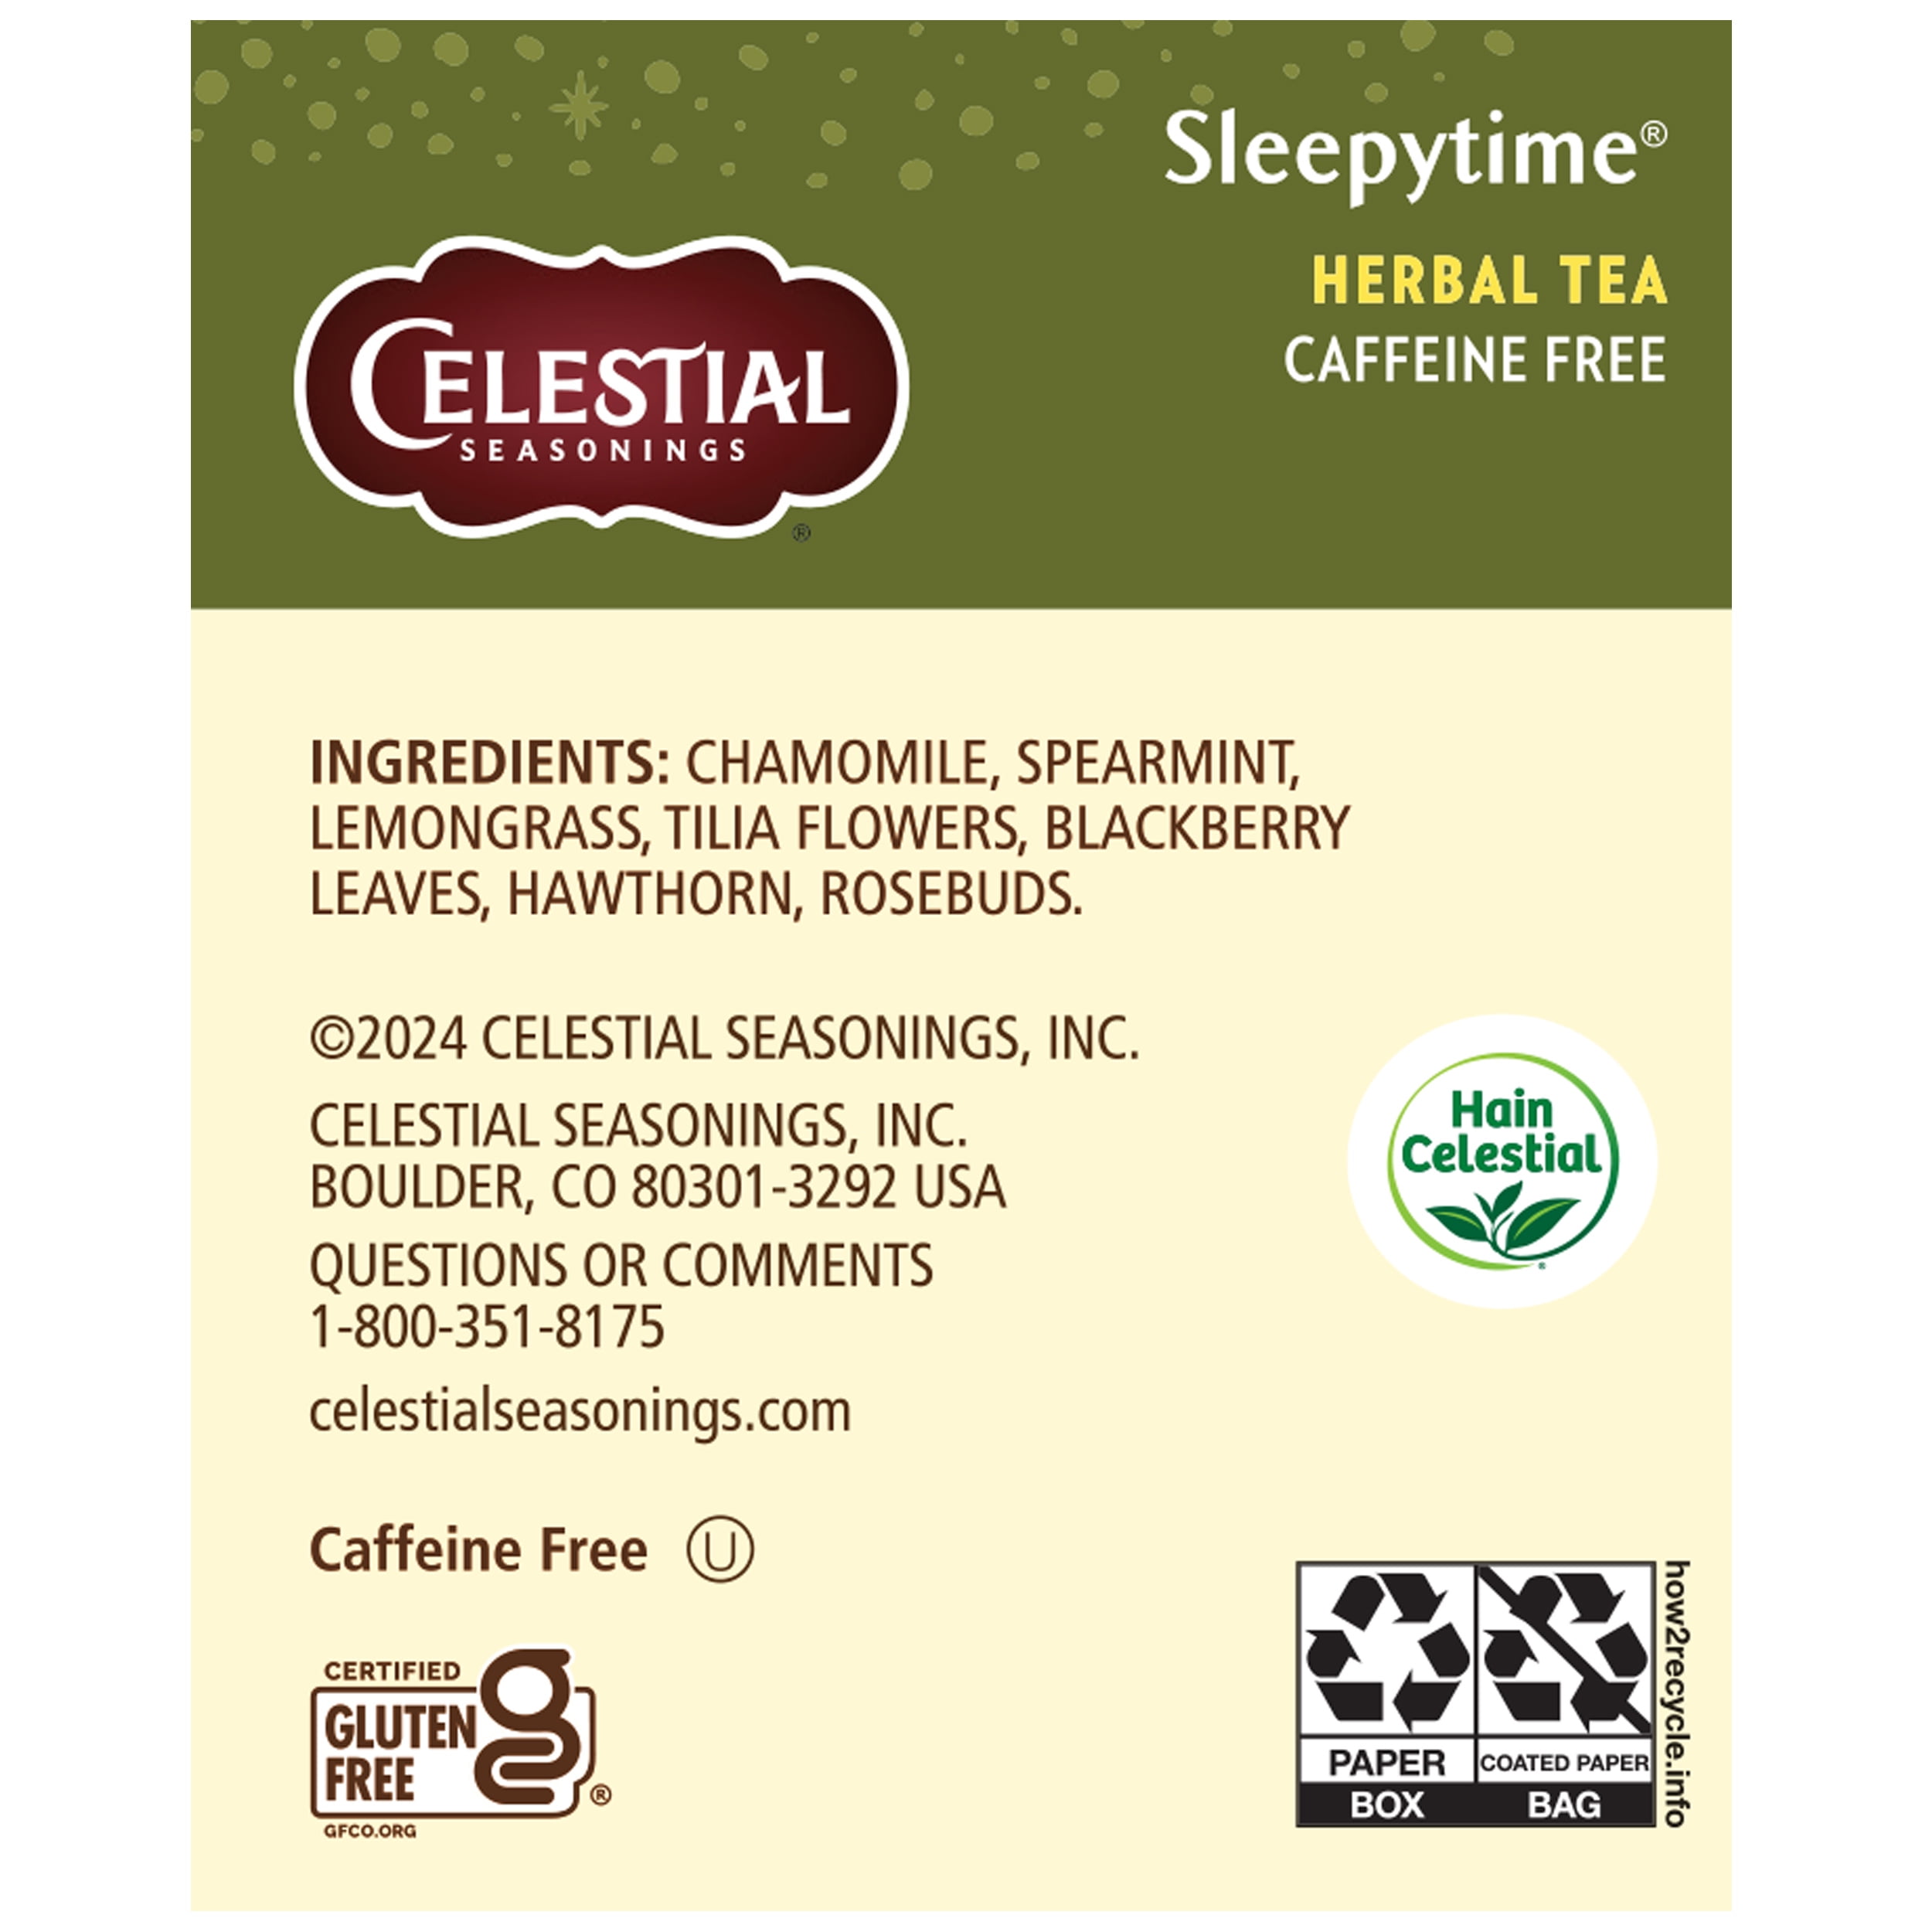 Sleepytime®
HERBAL TEA
CAFFEINE FREE
CELESTIAL
SEASONINGS
®
INGREDIENTS: CHAMOMILE, SPEARMINT,
LEMONGRASS, TILIA FLOWERS, BLACKBERRY
LEAVES, HAWTHORN, ROSEBUDS.
©2024 CELESTIAL SEASONINGS, INC.
CELESTIAL SEASONINGS, INC.
BOULDER, CO 80301-3292 USA
QUESTIONS OR COMMENTS
1-800-351-8175
celestialseasonings.com
Hain
Celestial
®
Caffeine Free U
CERTIFIED
GLUTEN
FREE
g
®
GFCO.ORG
PAPER
BOX
COATED PAPER
BAG
how2recycle.info